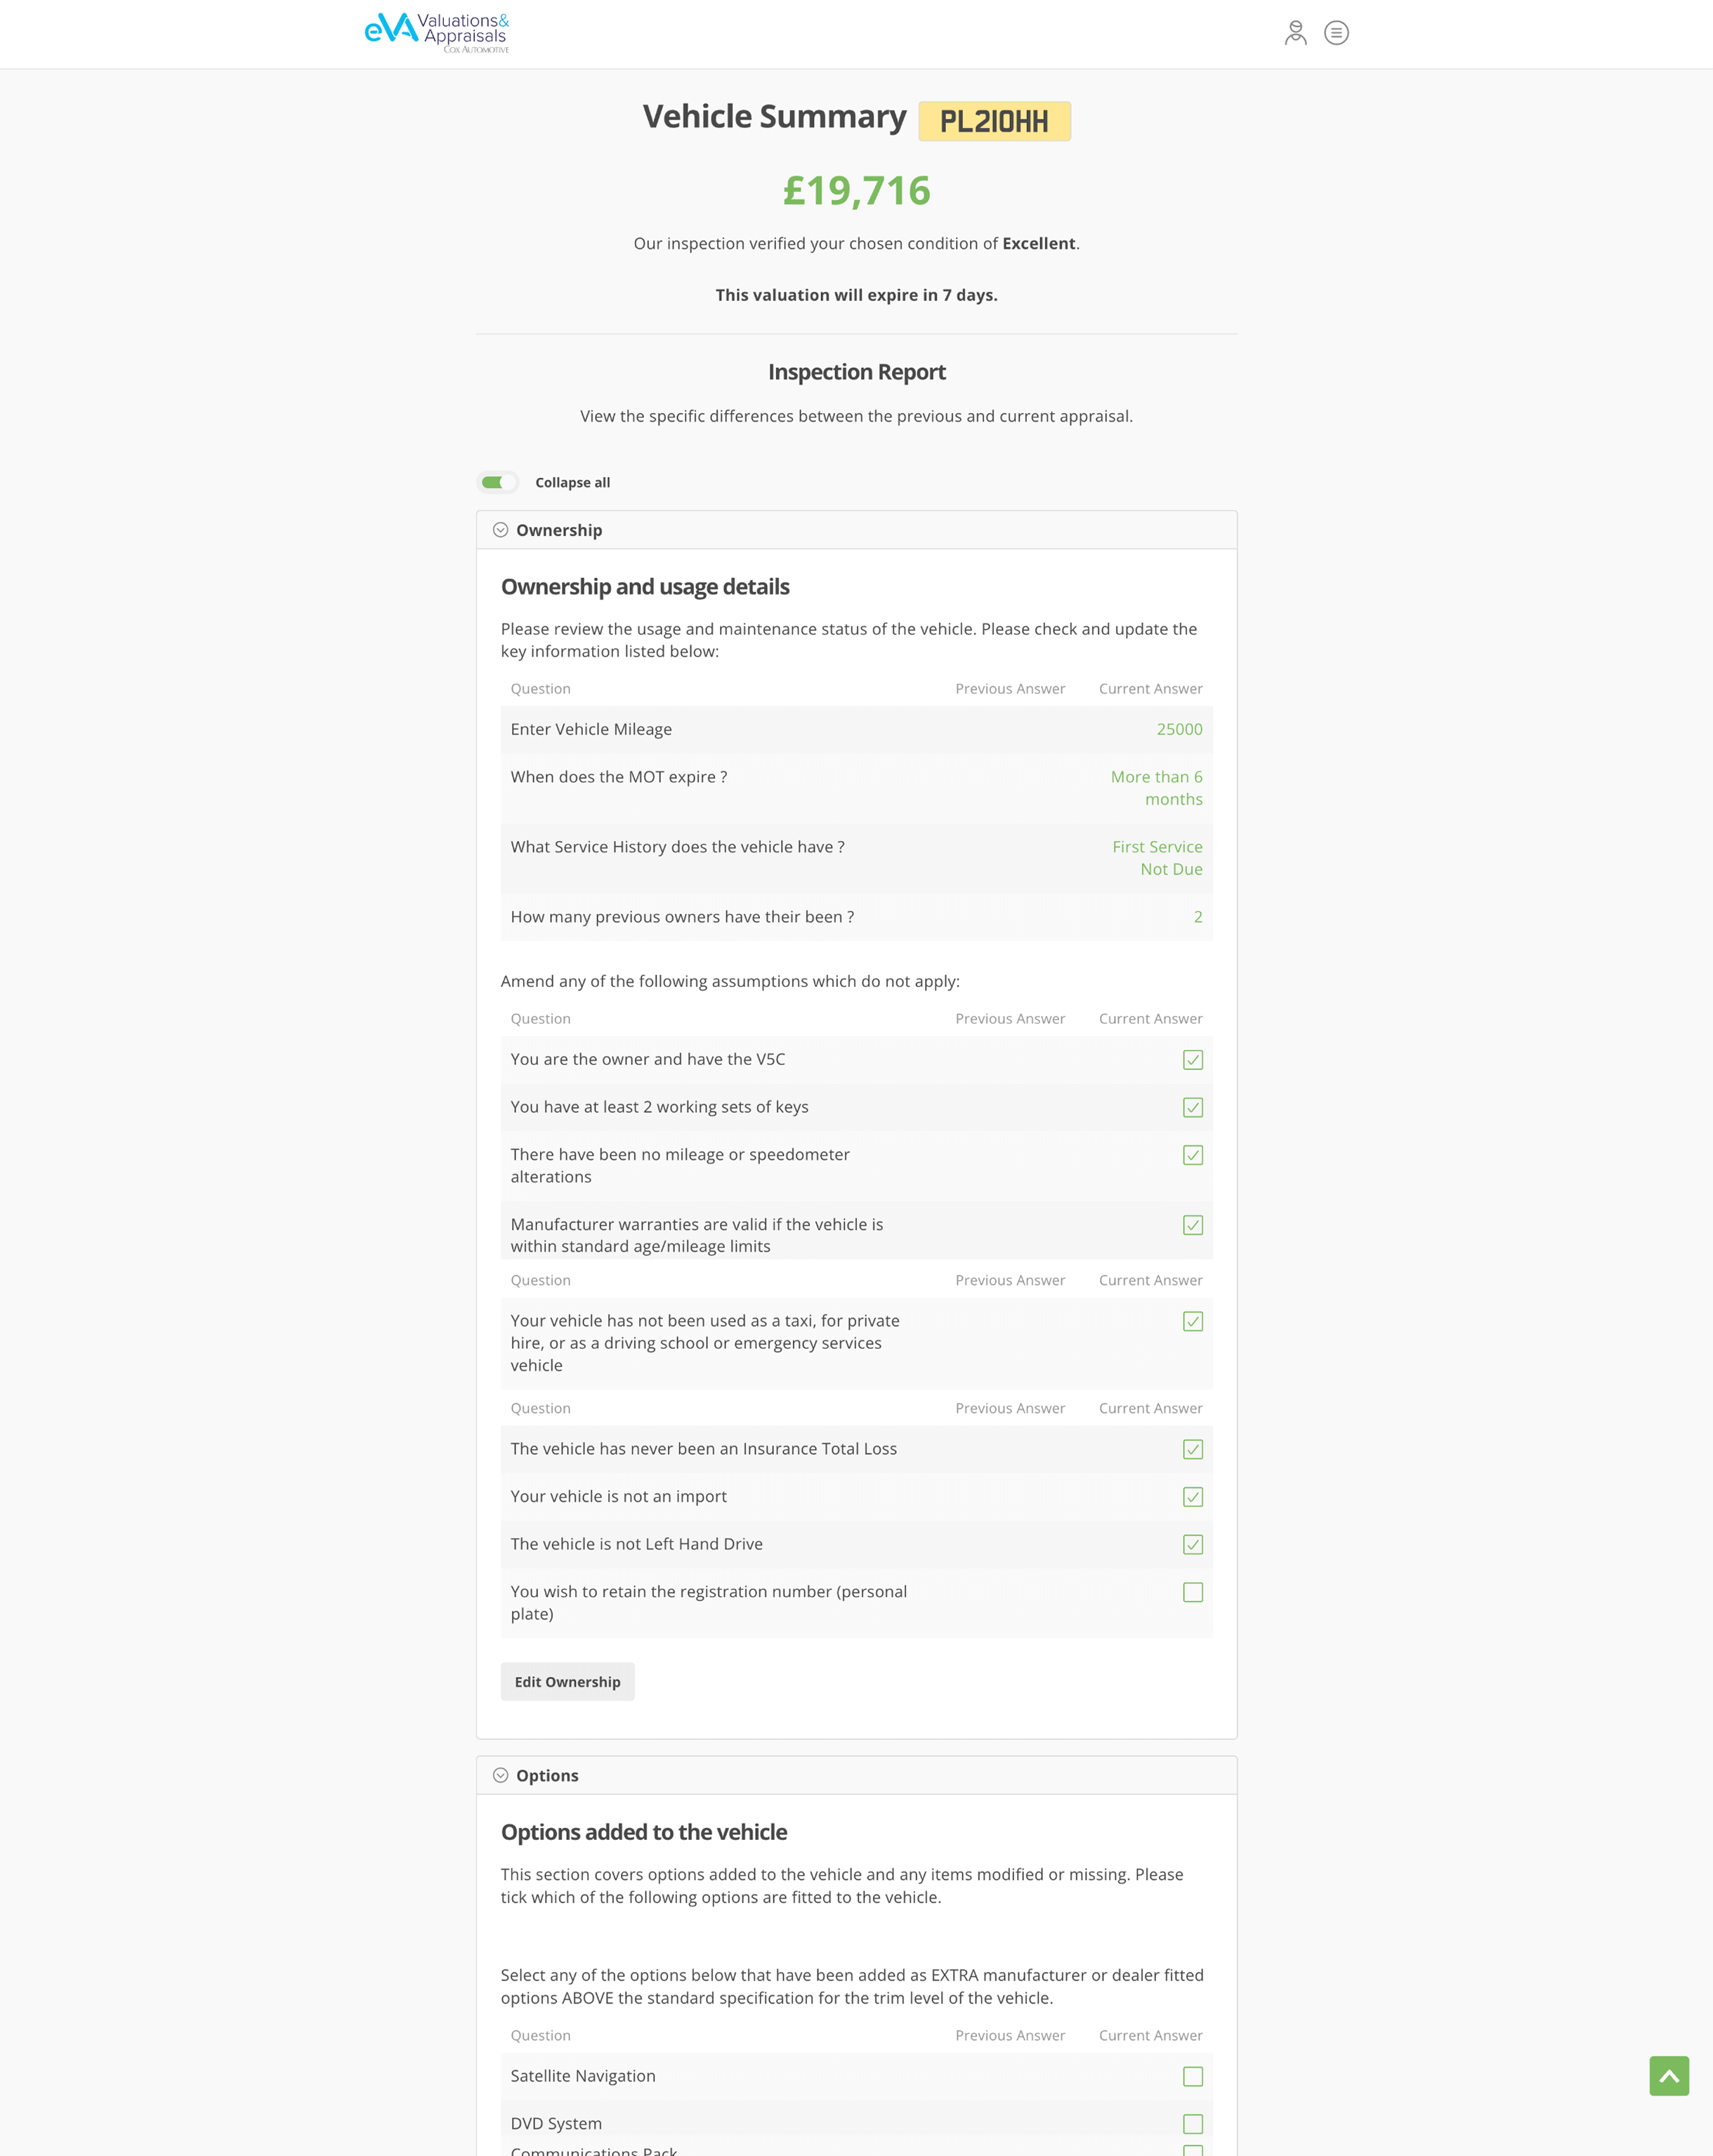 eVA Valuations&
Appraisals
COX AUTOMOTIVE
Vehicle Summary PL21OHH
£19,716
Our inspection verified your chosen condition of Excellent.
This valuation will expire in 7 days.
Inspection Report
View the specific differences between the previous and current appraisal.
Collapse all
Ownership
Ownership and usage details
Please review the usage and maintenance status of the vehicle. Please check and update the
key information listed below:
Question Previous Answer Current Answer
Enter Vehicle Mileage 25000
When does the MOT expire ? More than 6
months
What Service History does the vehicle have ? First Service
Not Due
How many previous owners have their been ? 2
Amend any of the following assumptions which do not apply:
Question Previous Answer Current Answer
You are the owner and have the V5C
You have at least 2 working sets of keys
There have been no mileage or speedometer
alterations
Manufacturer warranties are valid if the vehicle is
within standard age/mileage limits
Question Previous Answer Current Answer
Your vehicle has not been used as a taxi, for private
hire, or as a driving school or emergency services
vehicle
Question Previous Answer Current Answer
The vehicle has never been an Insurance Total Loss
Your vehicle is not an import
The vehicle is not Left Hand Drive
You wish to retain the registration number (personal
plate)
Edit Ownership
Options
Options added to the vehicle
This section covers options added to the vehicle and any items modified or missing. Please
tick which of the following options are fitted to the vehicle.
Select any of the options below that have been added as EXTRA manufacturer or dealer fitted
options ABOVE the standard specification for the trim level of the vehicle.
Question Previous Answer Current Answer
Satellite Navigation
DVD System
Communications Pack